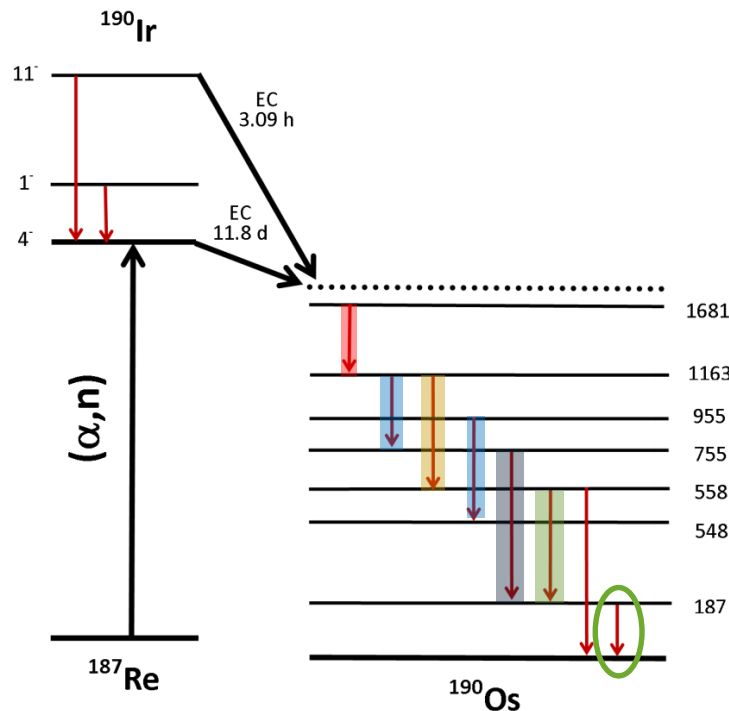 ¹⁹⁰Ir
11⁻
EC
3.09 h
1⁻
EC
11.8 d
4⁻
(α,n)
1681
1163
955
755
558
548
187
¹⁸⁷Re
¹⁹⁰Os